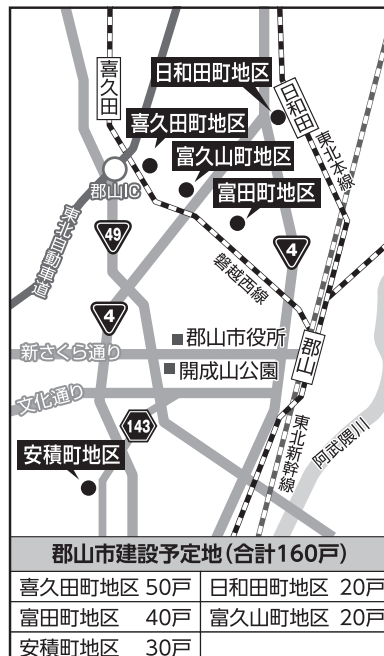 喜久田
日和田町地区
日和田
喜久田町地区
富久山町地区
東北本線
郡山IC
富田町地区
東北自動車道
49
4
磐越西線
4
郡山市役所
郡山
新さくら通り
開成山公園
文化通り
143
東北新幹線
阿武隈川
安積町地区
郡山市建設予定地(合計160戸)
喜久田町地区 50戸 日和田町地区 20戸
富田町地区 40戸 富久山町地区 20戸
安積町地区 30戸